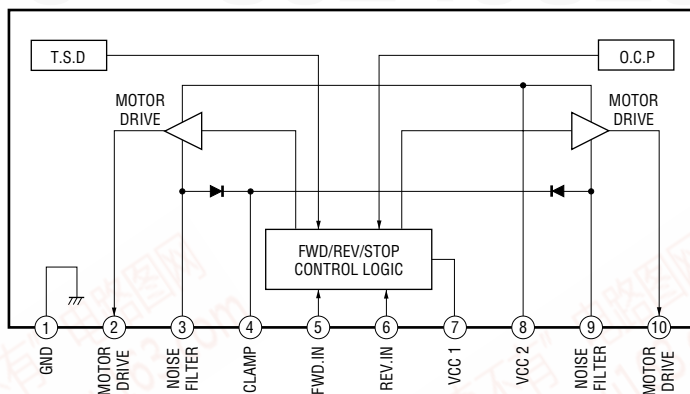 T.S.D
O.C.P
MOTOR
DRIVE
MOTOR
DRIVE
FWD/REV/STOP
CONTROL LOGIC
1
2
3
4
5
6
7
8
9
10
GND
MOTOR
DRIVE
NOISE
FILTER
CLAMP
FWD.IN
REV.IN
VCC 1
VCC 2
NOISE
FILTER
MOTOR
DRIVE